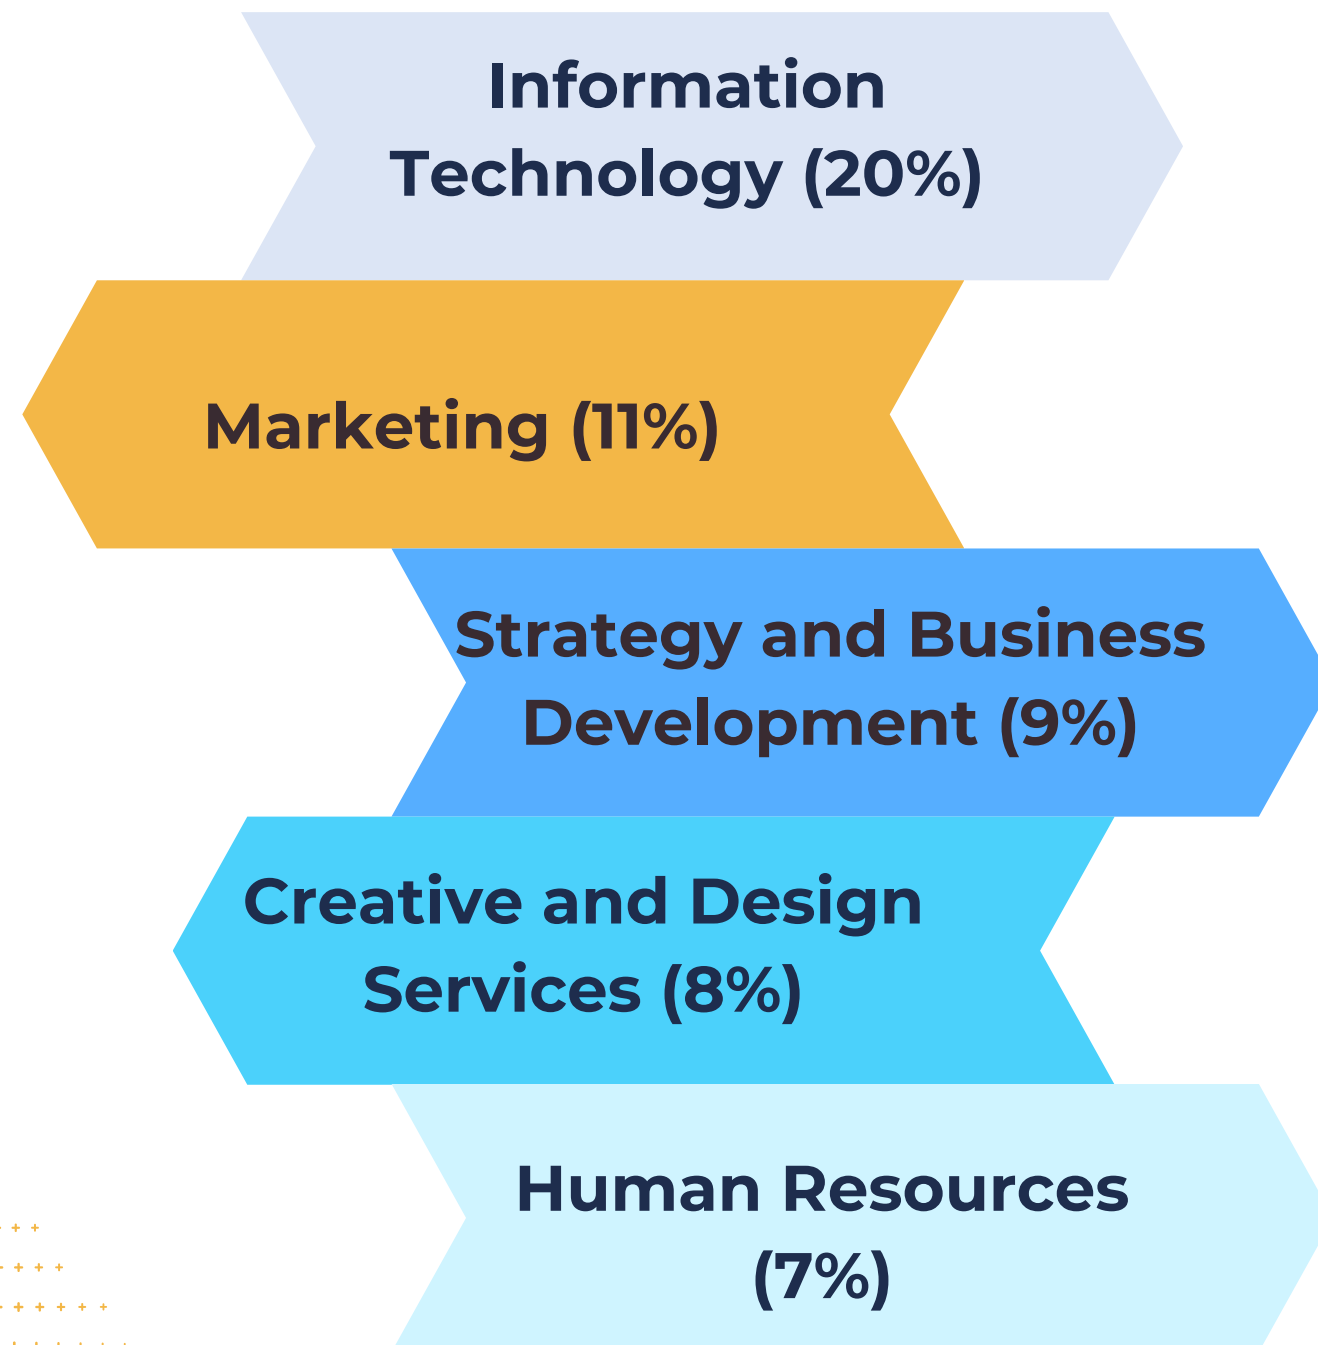 Information
Technology (20%)
Marketing (11%)
Strategy and Business
Development (9%)
Creative and Design
Services (8%)
Human Resources
(7%)